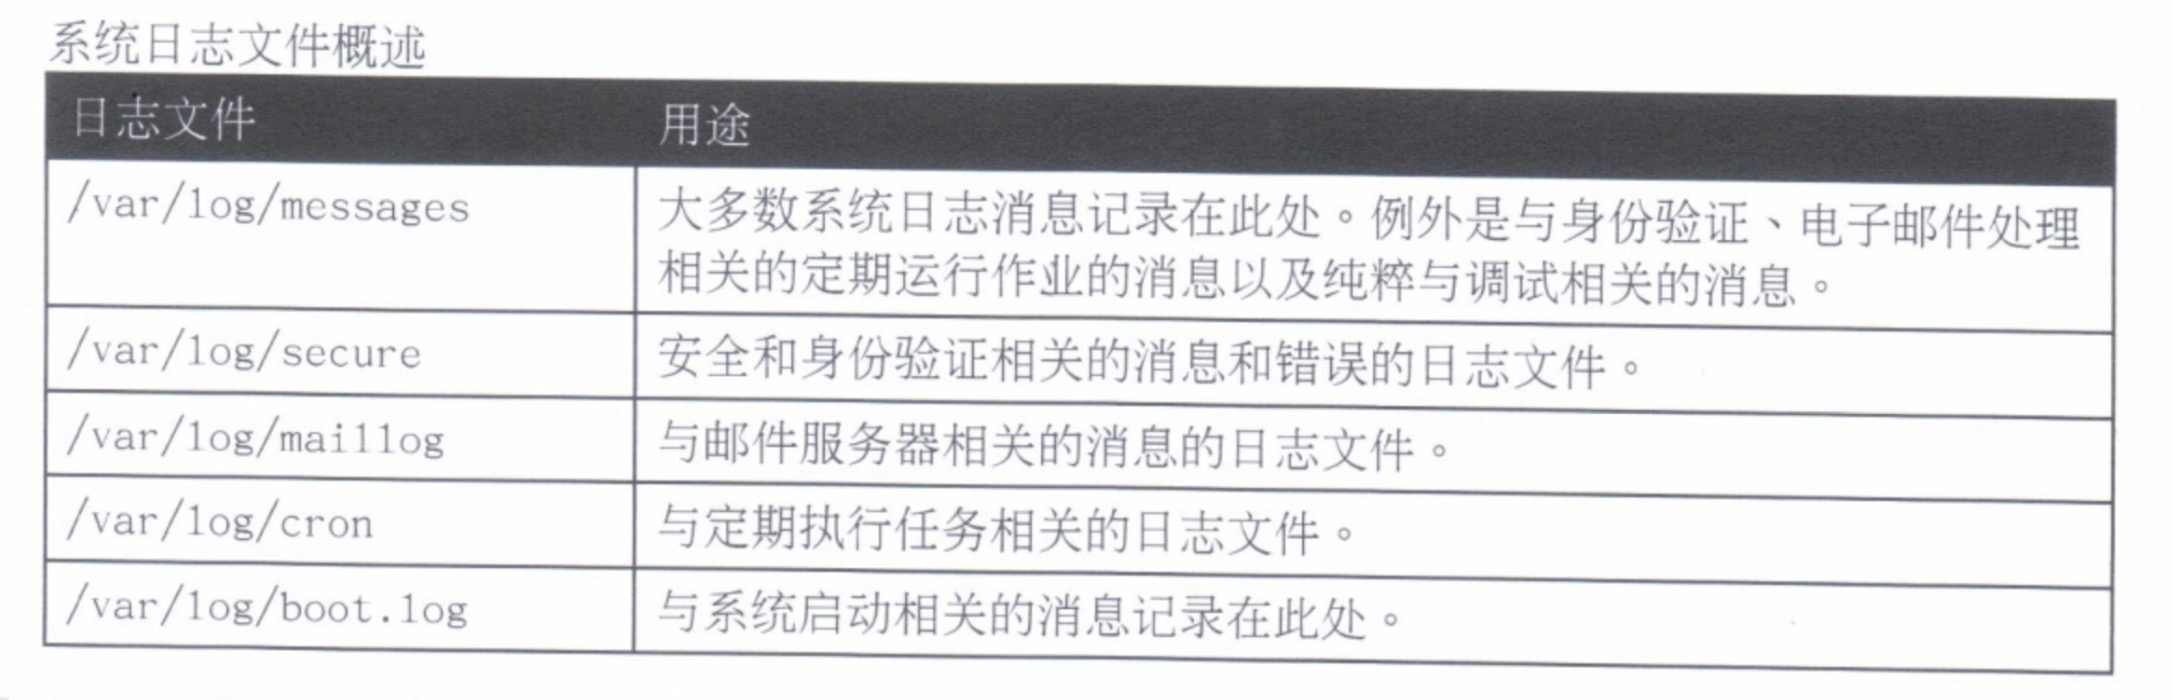 系统日志文件概述
日志文件 用途
/var/log/messages 大多数系统日志消息记录在此处。例外是与身份验证、电子邮件处理
相关的定期运行作业的消息以及纯粹与调试相关的消息。
/var/log/secure 安全和身份验证相关的消息和错误的日志文件。
/var/log/maillog 与邮件服务器相关的消息的日志文件。
/var/log/cron 与定期执行任务相关的日志文件。
/var/log/boot.log 与系统启动相关的消息记录在此处。